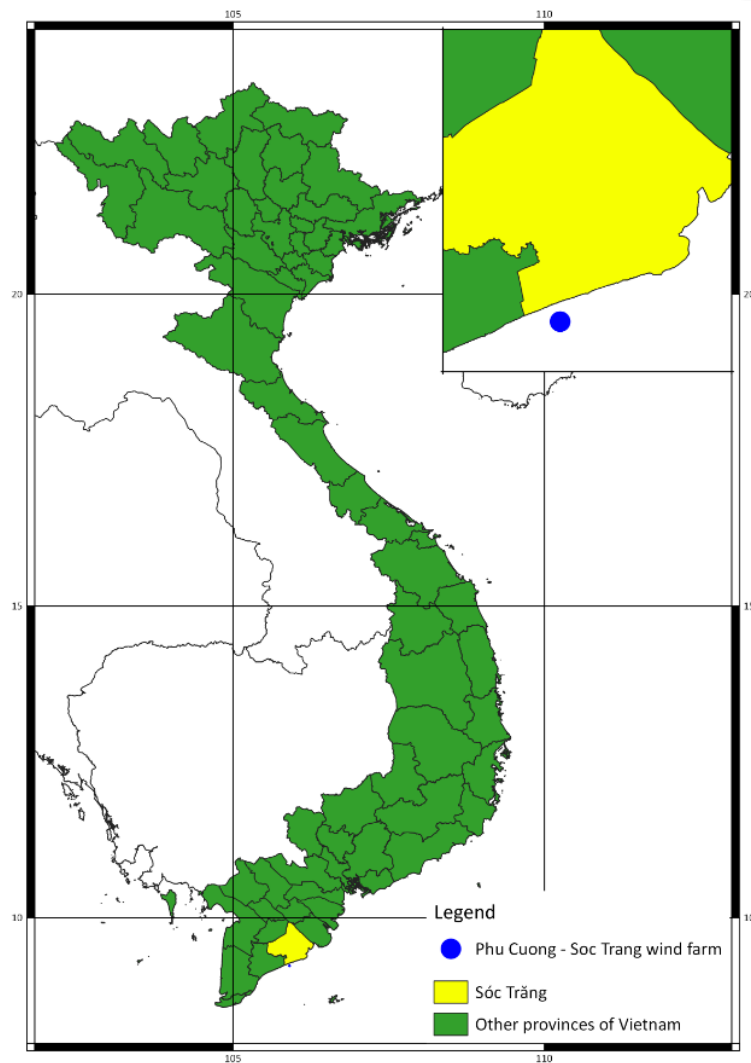 105
110
20
20
15
15
10
10
Legend
Phu Cuong - Soc Trang wind farm
Sóc Trăng
Other provinces of Vietnam
105
110